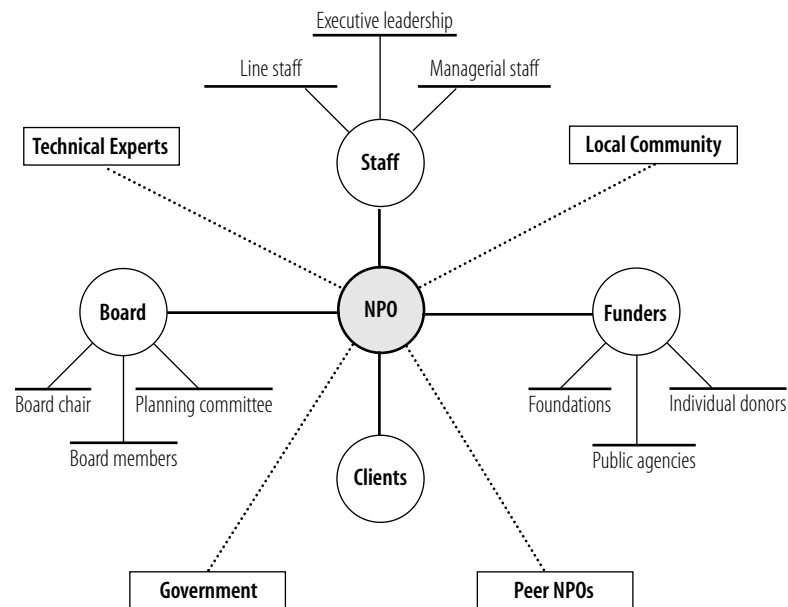 Executive leadership
Line staff
Managerial staff
Technical Experts
Local Community
Staff
Board
NPO
Funders
Board chair
Planning committee
Foundations
Individual donors
Board members
Public agencies
Clients
Government
Peer NPOs